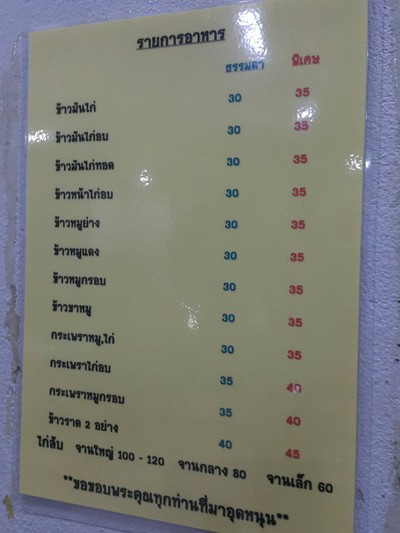 รายการอาหาร
ธรรมดา พิเศษ
ข้าวมันไก่ 30 35
ข้าวมันไก่อบ 30 35
ข้าวมันไก่ทอด 30 35
ข้าวหน้าไก่อบ 30 35
ข้าวหมูย่าง 30 35
ข้าวหมูแดง 30 35
ข้าวหมูกรอบ 30 35
ข้าวขาหมู 30 35
กระเพราหมู,ไก่ 30 35
กระเพราไก่อบ 35 40
กระเพราหมูกรอบ 35 40
ข้าวราด 2 อย่าง 40 45
ไก่สับ จานใหญ่ 100 - 120 จานกลาง 80 จานเล็ก 60
**ขอขอบพระคุณทุกท่านที่มาอุดหนุน**